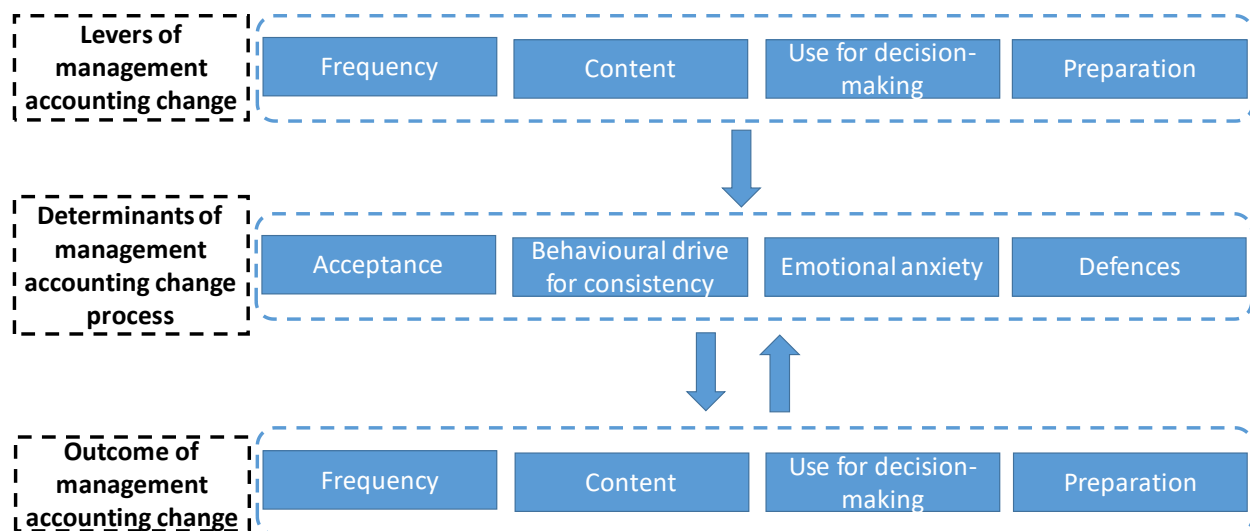 Levers of
management
accounting change
Frequency
Content
Use for decision-
making
Preparation
Determinants of
management
accounting change
process
Acceptance
Behavioural drive
for consistency
Emotional anxiety
Defences
Outcome of
management
accounting change
Frequency
Content
Use for decision-
making
Preparation